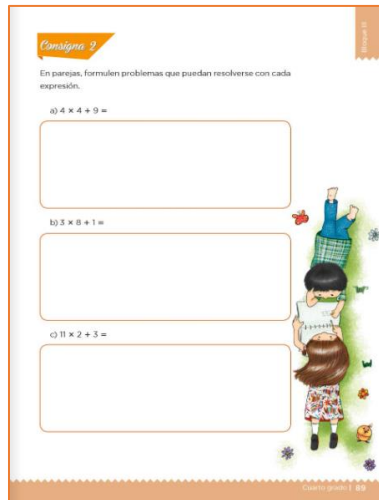 Bloque III
Consigna 2
En parejas, formulen problemas que puedan resolverse con cada
expresión.
a) 4 × 4 + 9 =
b) 3 × 8 + 1 =
c) 11 × 2 + 3 =
Cuarto grado | 69